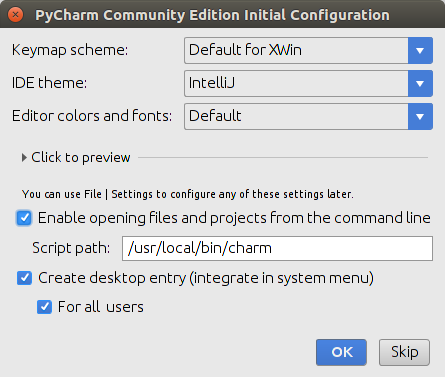 PyCharm Community Edition Initial Configuration
Keymap scheme: Default for XWin
IDE theme: IntelliJ
Editor colors and fonts: Default
Click to preview
You can use File | Settings to configure any of these settings later.
Enable opening files and projects from the command line
Script path: /usr/local/bin/charm
Create desktop entry (integrate in system menu)
For all users
OK Skip